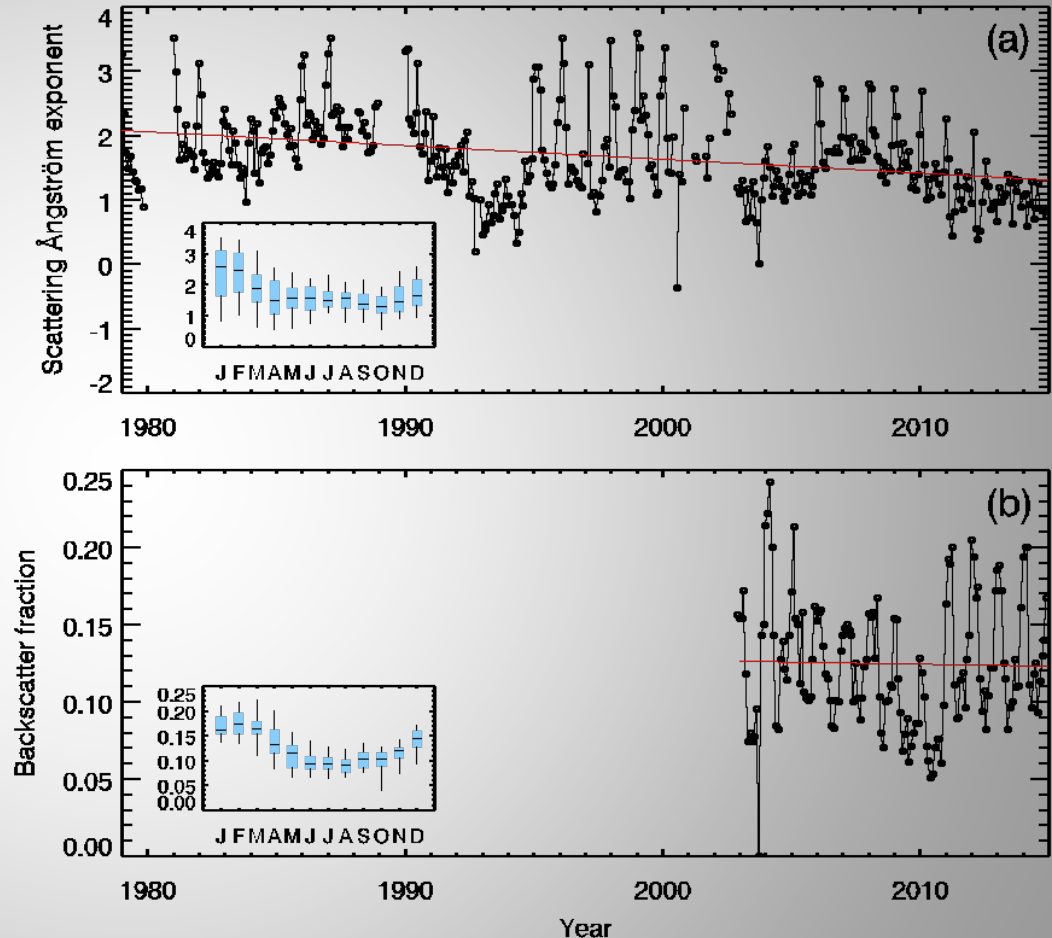 (a)
Scattering Ångström exponent
4
3
2
1
0
-1
-2
4
3
2
1
0
J F M A M J J A S O N D
1980 1990 2000 2010
(b)
Backscatter fraction
0.25
0.20
0.15
0.10
0.05
0.00
0.25
0.20
0.15
0.10
0.05
0.00
J F M A M J J A S O N D
1980 1990 2000 2010
Year